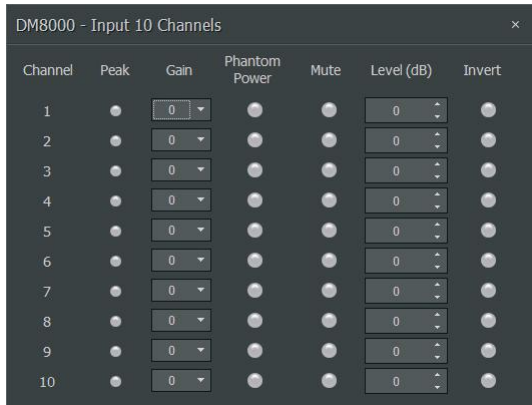 DM8000 - Input 10 Channels ×
Channel Peak Gain Phantom Power Mute Level (dB) Invert
1 0 0
2 0 0
3 0 0
4 0 0
5 0 0
6 0 0
7 0 0
8 0 0
9 0 0
10 0 0